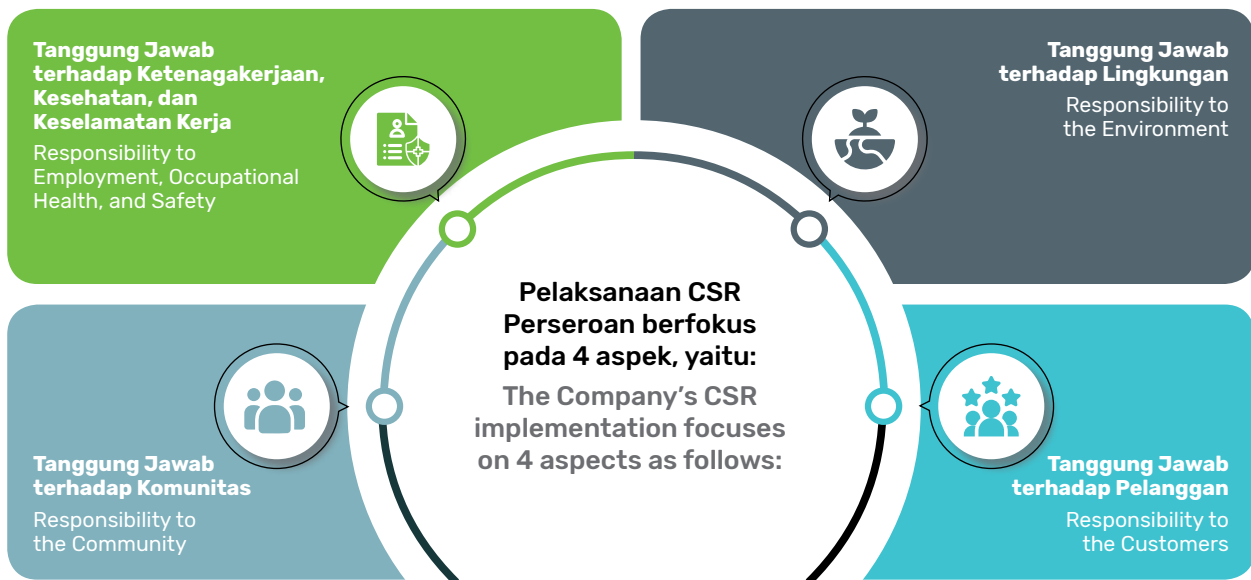 Tanggung Jawab
terhadap Ketenagakerjaan,
Kesehatan, dan
Keselamatan Kerja
Responsibility to
Employment, Occupational
Health, and Safety
Tanggung Jawab
terhadap Lingkungan
Responsibility to
the Environment
Pelaksanaan CSR
Perseroan berfokus
pada 4 aspek, yaitu:
The Company’s CSR
implementation focuses
on 4 aspects as follows:
Tanggung Jawab
terhadap Komunitas
Responsibility to
the Community
Tanggung Jawab
terhadap Pelanggan
Responsibility to
the Customers